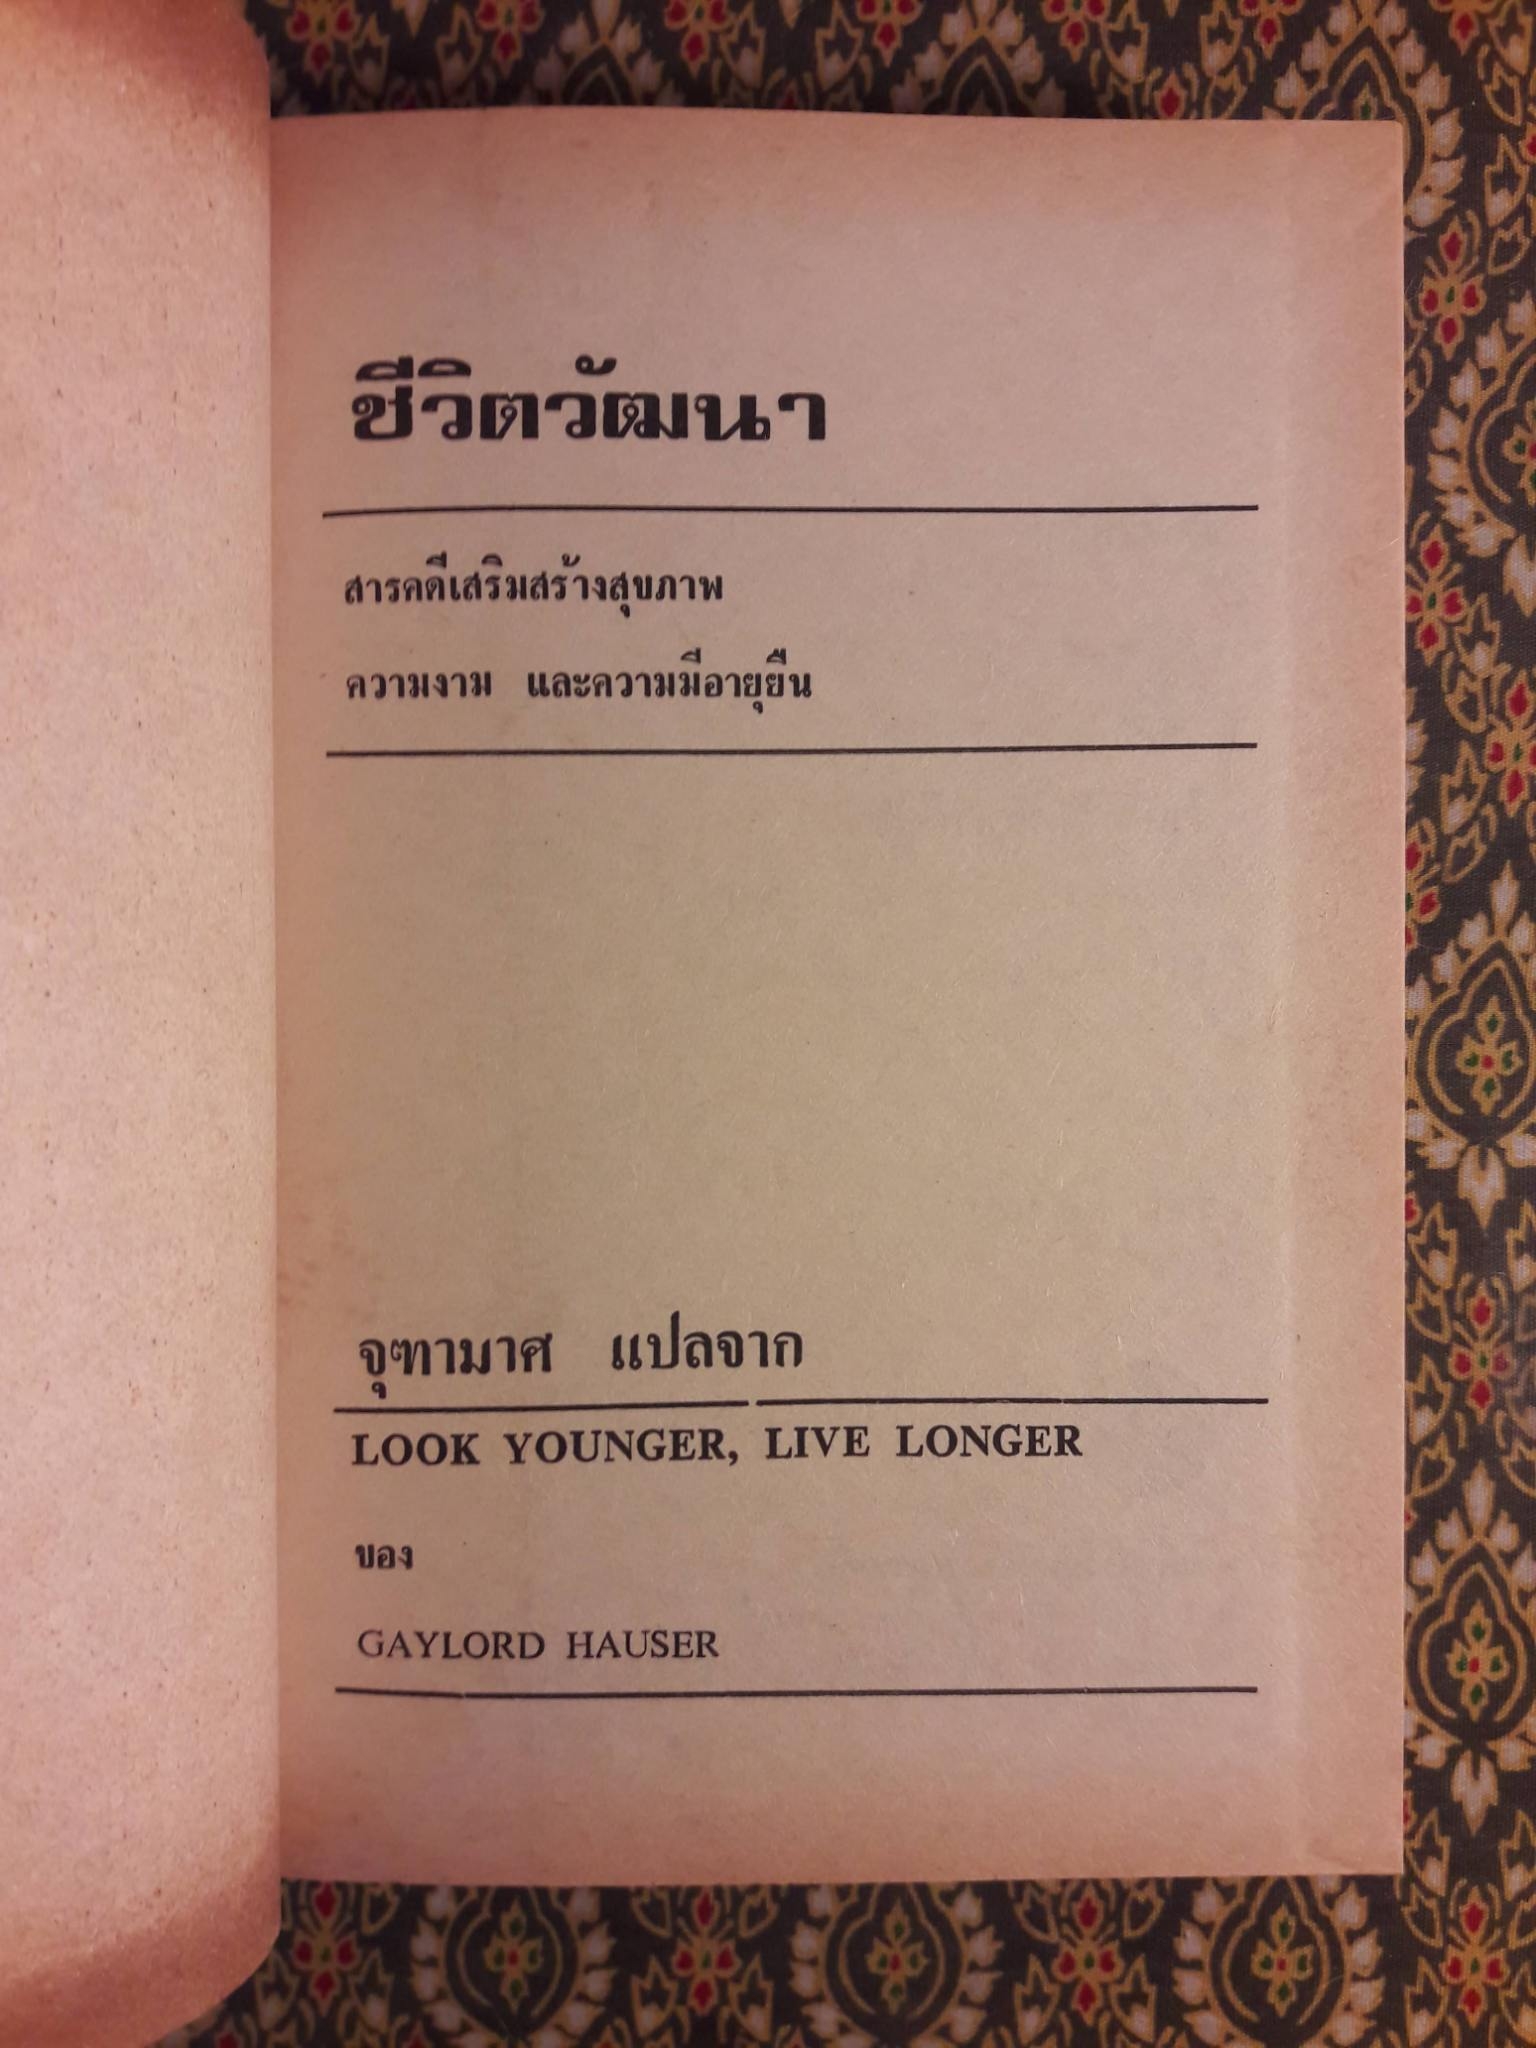 ชีวิตวัฒนา
สารคดีเสริมสร้างสุขภาพ
ความงาม และความมีอายุยืน
จุฑามาศ แปลจาก
LOOK YOUNGER, LIVE LONGER
ของ
GAYLORD HAUSER